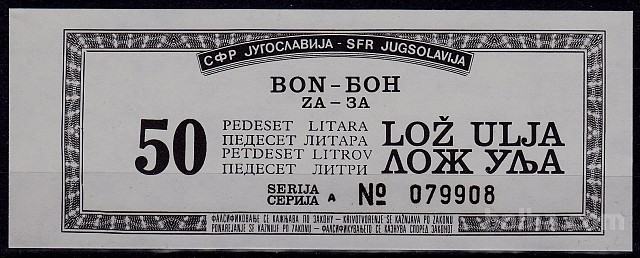 СФР ЈУГОСЛАВИЈА - SFR JUGSOLAVIJA
BON - БОН
ZA - ЗА
50
PEDESET LITARA
ПЕДЕСЕТ ЛИТАРА
PETDESET LITROV
ПЕДЕСЕТ ЛИТРИ
LOŽ ULJA
ЛОЖ УЉА
SERIJA
СЕРИЈА A № 079908
ФАЛСИФИКОВАЊЕ СЕ КАЖЊАВА ПО ЗАКОНУ — KRIVOTVORENJE SE KAŽNJAVA PO ZAKONU
PONAREJANJE SE KAZNUJE PO ZAKONU — ФАЛСИФИКУВАЊЕТО СЕ КАЗНУВА СПОРЕД ЗАКОНОТ